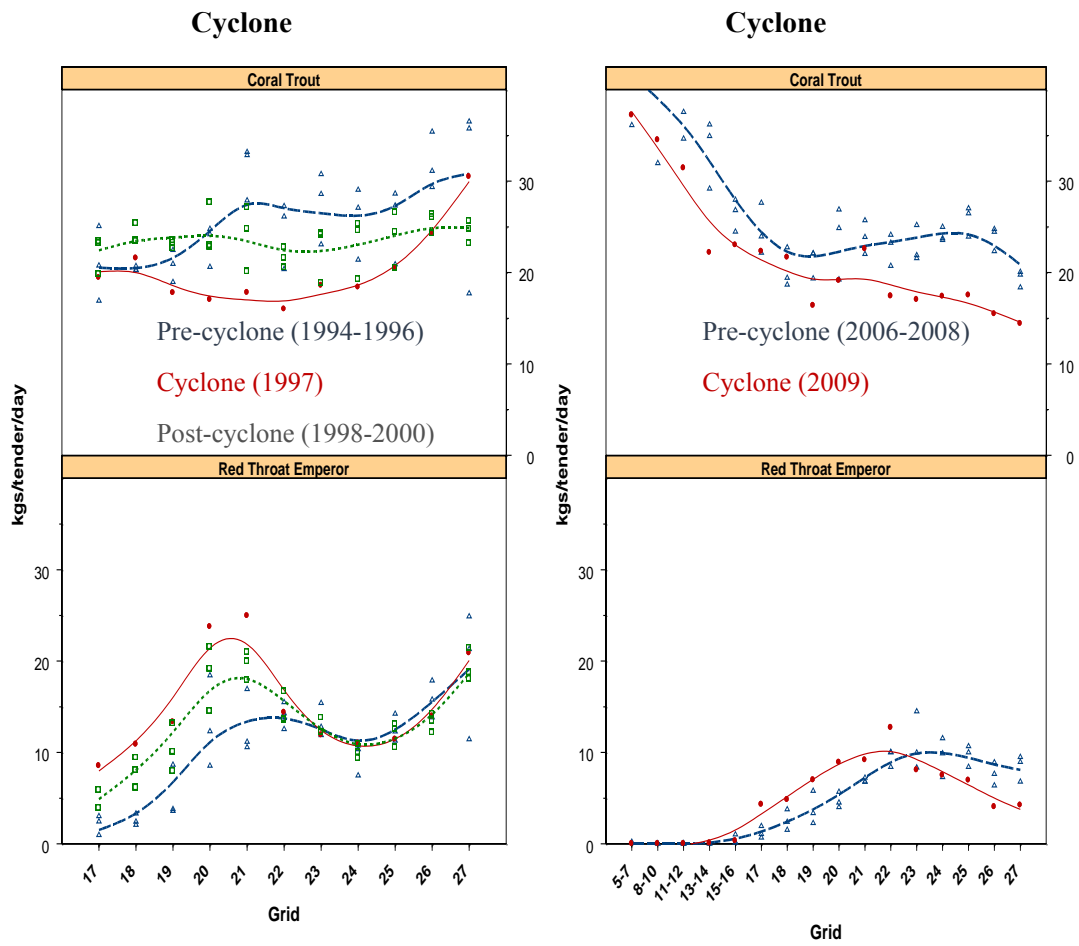 Cyclone
Coral Trout
30
20
10
0
Pre-cyclone (1994-1996)
Cyclone (1997)
Post-cyclone (1998-2000)
kgs/tender/day
Red Throat Emperor
30
20
10
0
17
18
19
20
21
22
23
24
25
26
27
Grid
Cyclone
Coral Trout
30
20
10
0
Pre-cyclone (2006-2008)
Cyclone (2009)
kgs/tender/day
Red Throat Emperor
30
20
10
0
5-7
8-10
11-12
13-14
15-16
17
18
19
20
21
22
23
24
25
26
27
Grid